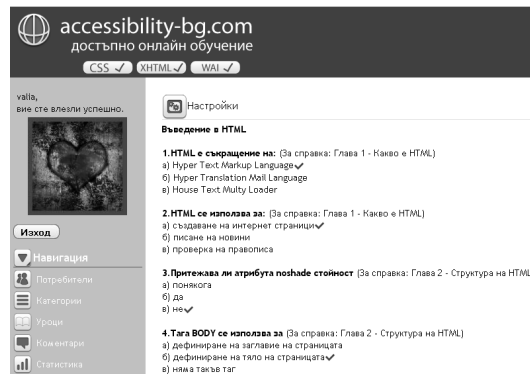 accessibility-bg.com
достъпно онлайн обучение
CSS ✓ XHTML ✓ WAI ✓
valia,
вие сте влезли успешно.
Изход
Навигация
Потребители
Категории
Уроци
Коментари
Статистика
Настройки
Въведение в HTML
1.HTML е съкращение на: (За справка: Глава 1 - Какво е HTML)
а) Hyper Text Markup Language✓
б) Hyper Translation Mail Language
в) House Text Multy Loader
2.HTML се използва за: (За справка: Глава 1 - Какво е HTML)
а) създаване на интернет страници✓
б) писане на новини
в) проверка на правописа
3.Притежава ли атрибута noshade стойност (За справка: Глава 2 - Структура на HTML
а) понякога
б) да
в) не✓
4.Тага BODY се използва за (За справка: Глава 2 - Структура на HTML)
а) дефиниране на заглавие на страницата
б) дефиниране на тяло на страницата✓
в) няма такъв таг